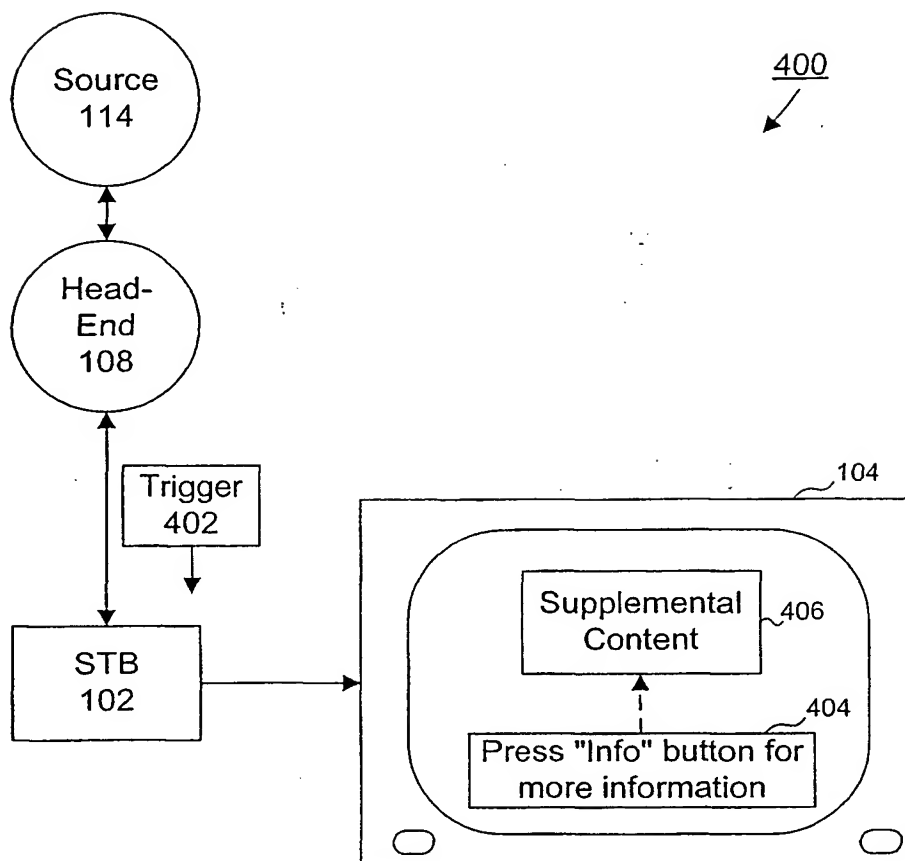 Source
114
400
Head-
End
108
Trigger
402
104
Supplemental
Content
406
STB
102
404
Press "Info" button for
more information